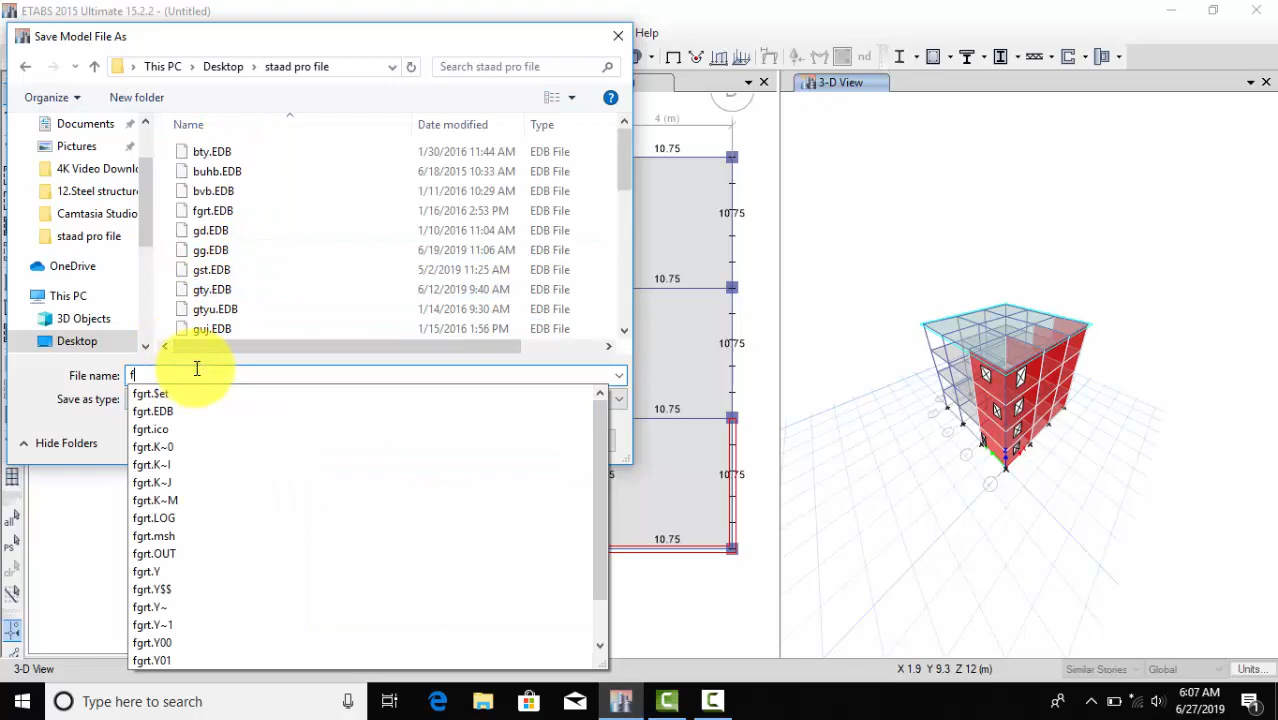 ETABS 2015 Ultimate 15.2.2 - (Untitled)
Save Model File As
Help
This PC > Desktop > staad pro file
Search staad pro file
nd
Organize
New folder
3-D View
Documents
Pictures
4K Video Downlo
12.Steel structure
Camtasia Studio
staad pro file
OneDrive
This PC
3D Objects
Desktop
Name
Date modified
Type
bty.EDB 1/30/2016 11:44 AM EDB File
buhb.EDB 6/18/2015 10:33 AM EDB File
bvb.EDB 1/11/2016 10:29 AM EDB File
fgrt.EDB 1/16/2016 2:53 PM EDB File
gd.EDB 1/10/2016 11:04 AM EDB File
gg.EDB 6/19/2019 11:06 AM EDB File
gst.EDB 5/2/2019 11:25 AM EDB File
gty.EDB 6/12/2019 9:40 AM EDB File
gtyu.EDB 1/14/2016 9:30 AM EDB File
guj.EDB 1/15/2016 1:56 PM EDB File
4 (m)
10.75
10.75
10.75
10.75
10.75
10.75
10.75
File name: f
Save as type:
Hide Folders
fgrt.$et
fgrt.EDB
fgrt.ico
fgrt.K~0
fgrt.K~I
fgrt.K~J
fgrt.K~M
fgrt.LOG
fgrt.msh
fgrt.OUT
fgrt.Y
fgrt.Y$$
fgrt.Y~
fgrt.Y~1
fgrt.Y00
fgrt.Y01
all
PS
3-D View
X 1.9 Y 9.3 Z 12 (m)
Similar Stories
Global
Units...
Type here to search
6:07 AM
6/27/2019